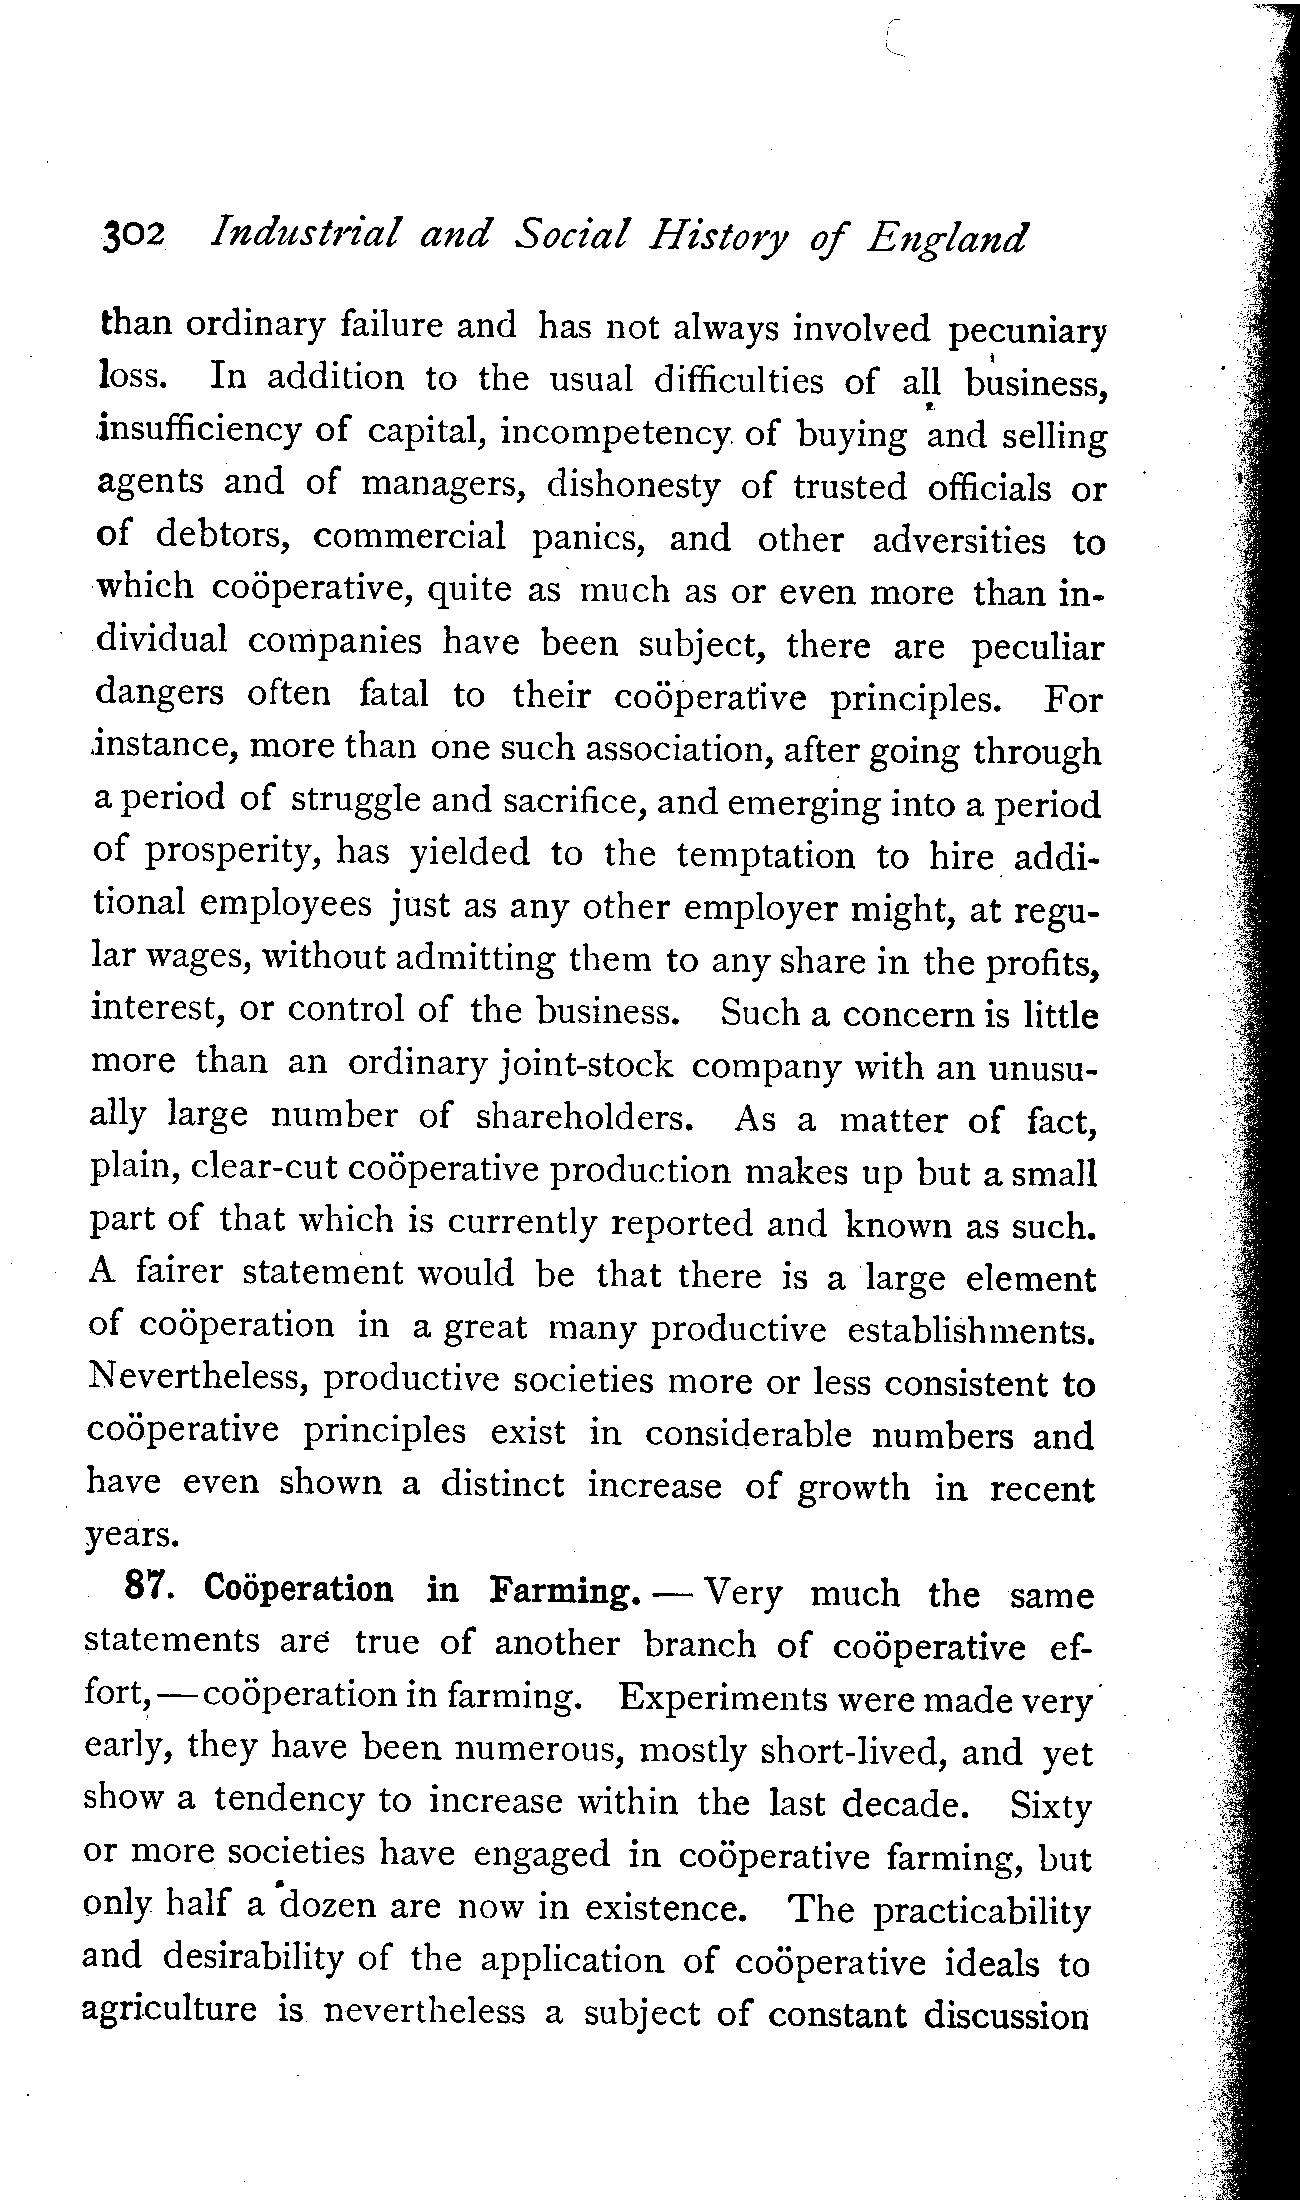 302 Industrial and Social History of England
than ordinary failure and has not always involved pecuniary
loss. In addition to the usual difficulties of all business,
insufficiency of capital, incompetency of buying and selling
agents and of managers, dishonesty of trusted officials or
of debtors, commercial panics, and other adversities to
which coöperative, quite as much as or even more than in-
dividual companies have been subject, there are peculiar
dangers often fatal to their coöperative principles. For
instance, more than one such association, after going through
a period of struggle and sacrifice, and emerging into a period
of prosperity, has yielded to the temptation to hire addi-
tional employees just as any other employer might, at regu-
lar wages, without admitting them to any share in the profits,
interest, or control of the business. Such a concern is little
more than an ordinary joint-stock company with an unusu-
ally large number of shareholders. As a matter of fact,
plain, clear-cut coöperative production makes up but a small
part of that which is currently reported and known as such.
A fairer statement would be that there is a large element
of coöperation in a great many productive establishments.
Nevertheless, productive societies more or less consistent to
coöperative principles exist in considerable numbers and
have even shown a distinct increase of growth in recent
years.
87. Coöperation in Farming. — Very much the same
statements are true of another branch of coöperative ef-
fort, — coöperation in farming. Experiments were made very
early, they have been numerous, mostly short-lived, and yet
show a tendency to increase within the last decade. Sixty
or more societies have engaged in coöperative farming, but
only half a dozen are now in existence. The practicability
and desirability of the application of coöperative ideals to
agriculture is nevertheless a subject of constant discussion